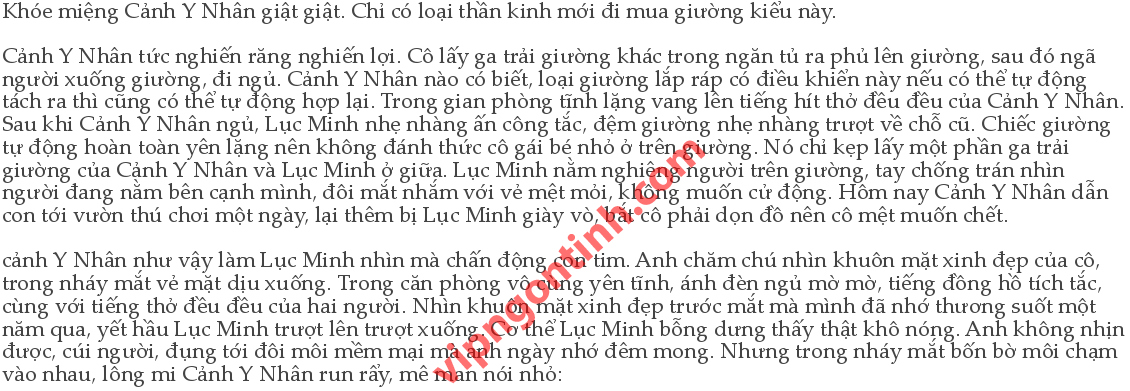 Khóe miệng Cảnh Y Nhân giật giật. Chỉ có loại thần kinh mới đi mua giường kiểu này.
Cảnh Y Nhân tức nghiến răng nghiến lợi. Cô lấy ga trải giường khác trong ngăn tủ ra phủ lên giường, sau đó ngã
người xuống giường, đi ngủ. Cảnh Y Nhân nào có biết, loại giường lắp ráp có điều khiển này nếu có thể tự động
tách ra thì cũng có thể tự động hợp lại. Trong gian phòng tĩnh lặng vang lên tiếng hít thở đều đều của Cảnh Y Nhân.
Sau khi Cảnh Y Nhân ngủ, Lục Minh nhẹ nhàng ấn công tắc, đệm giường nhẹ nhàng trượt về chỗ cũ. Chiếc giường
tự động hoàn toàn yên lặng nên không đánh thức cô gái bé nhỏ ở trên giường. Nó chỉ kẹp lấy một phần ga trải
giường của Cảnh Y Nhân và Lục Minh ở giữa. Lục Minh nằm nghiêng người trên giường, tay chống trán nhìn
người đang nằm bên cạnh mình, đôi mắt nhắm với vẻ mệt mỏi, không muốn cử động. Hôm nay Cảnh Y Nhân dẫn
con tới vườn thú chơi một ngày, lại thêm bị Lục Minh giày vò, bắt cô phải dọn đồ nên cô mệt muốn chết.
cảnh Y Nhân như vậy làm Lục Minh nhìn mà chấn động con tim. Anh chăm chú nhìn khuôn mặt xinh đẹp của cô,
trong nháy mắt vẻ mặt dịu xuống. Trong căn phòng vô cùng yên tĩnh, ánh đèn ngủ mờ mờ, tiếng đồng hồ tích tắc,
cùng với tiếng thở đều đều của hai người. Nhìn khuôn mặt xinh đẹp trước mắt mà mình đã nhớ thương suốt một
năm qua, yết hầu Lục Minh trượt lên trượt xuống. Cơ thể Lục Minh bỗng dưng thấy thật khô nóng. Anh không nhịn
được, cúi người, đụng tới đôi môi mềm mại mà anh ngày nhớ đêm mong. Nhưng trong nháy mắt bốn bờ môi chạm
vào nhau, lông mi Cảnh Y Nhân run rẩy, mê man nói nhỏ:
vipngontinh.com